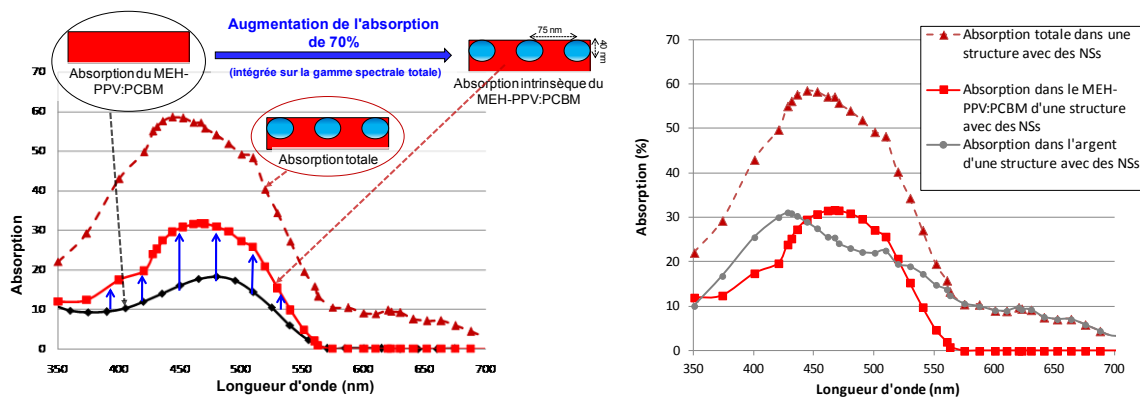 Augmentation de l'absorption
de 70%
(intégrée sur la gamme spectrale totale)
Absorption du MEH-
PPV:PCBM
75 nm
40 nm
Absorption intrinsèque du
MEH-PPV:PCBM
Absorption totale
Absorption
70
60
50
40
30
20
10
0
350
400
450
500
550
600
650
700
Longueur d'onde (nm)
Absorption totale dans une
structure avec des NSs
Absorption dans le MEH-
PPV:PCBM d'une structure
avec des NSs
Absorption dans l'argent
d'une structure avec des NSs
Absorption (%)
70
60
50
40
30
20
10
0
350
400
450
500
550
600
650
700
Longueur d'onde (nm)